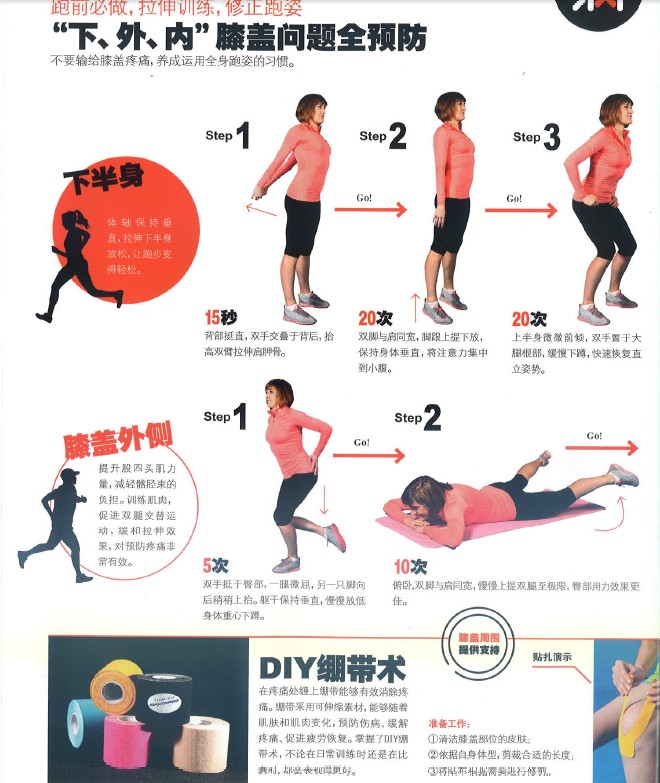 跑前必做,拉伸训练,修正跑姿
“下、外、内”膝盖问题全预防
不要输给膝盖疼痛,养成运用全身跑姿的习惯。
下半身
体轴保持垂
直,拉伸下半身
放松,让跑步变
得轻松。
Step 1
Go!
Step 2
Go!
Step 3
15秒
背部挺直,双手交叠于背后,抬
高双臂拉伸肩胛骨。
20次
双脚与肩同宽,脚跟上提下放,
保持身体垂直,将注意力集中
到小腹。
20次
上半身微微前倾,双手置于大
腿根部,缓慢下蹲,快速恢复直
立姿势。
膝盖外侧
提升股四头肌力
量,减轻髂胫束的
负担。训练肌肉,
促进双腿交替运
动,缓和拉伸效
果,对预防疼痛非
常有效。
Step 1
Go!
Step 2
Go!
5次
双手抵于臀部,一腿微屈,另一只脚向
后稍稍上抬。躯干保持垂直,慢慢放低
身体重心下蹲。
10次
俯卧,双脚与肩同宽,慢慢上提双腿至极限,臀部用力效果更
佳。
DIY绷带术
在疼痛处缠上绷带能够有效消除疼
痛。绷带采用可伸缩素材,能够随着
肌肤和肌肉变化,预防伤病、缓解
疼痛、促进疲劳恢复。掌握了DIY绷
带术,不论在日常训练时还是在比
赛时,都会表现得更好。
膝盖周围
提供支持
贴扎演示
准备工作:
①清洁膝盖部位的皮肤;
②依据自身体型,剪裁合适的长度;
③将贴布根据需要进行修剪。